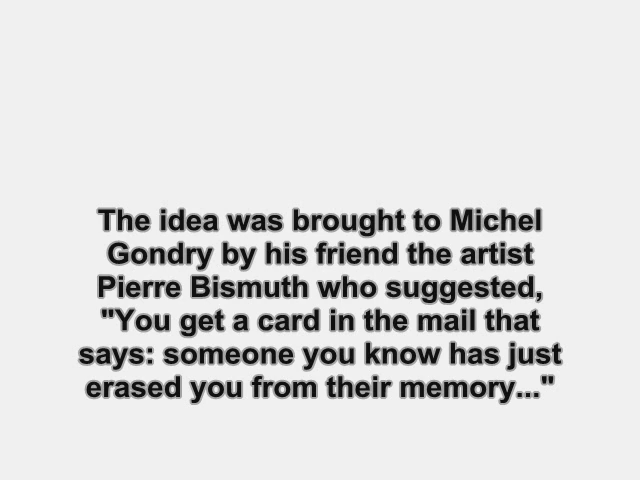 The idea was brought to Michel
Gondry by his friend the artist
Pierre Bismuth who suggested,
"You get a card in the mail that
says: someone you know has just
erased you from their memory..."